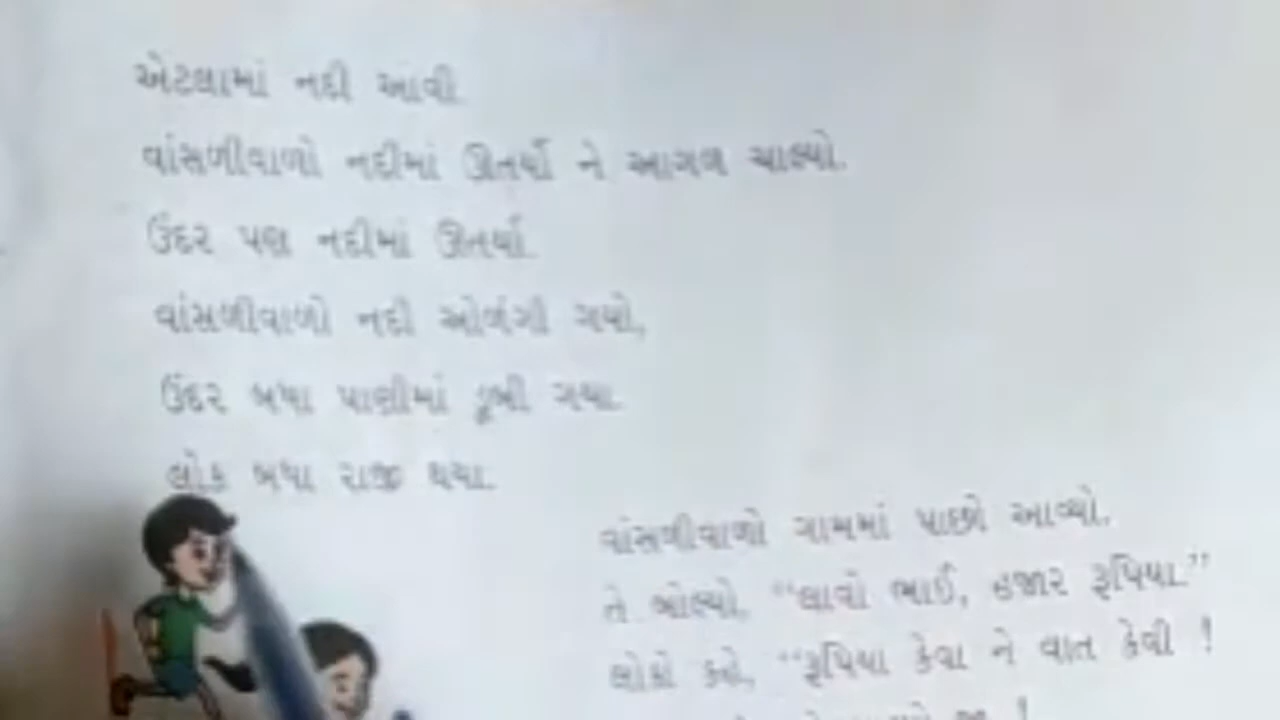 એટલામાં નદી આવી.
વાંસળીવાળો નદીમાં ઊતર્યો ને આગળ ચાલ્યો.
ઉંદર પણ નદીમાં ઊતર્યા.
વાંસળીવાળો નદી ઓળંગી ગયો,
ઉંદર બધા પાણીમાં ડૂબી ગયા.
લોક બધા રાજી થયા.
વાંસળીવાળો ગામમાં પાછો આવ્યો.
તે બોલ્યો, “લાવો ભાઈ, હજાર રૂપિયા.”
લોકો કહે, “રૂપિયા કેવા ને વાત કેવી !